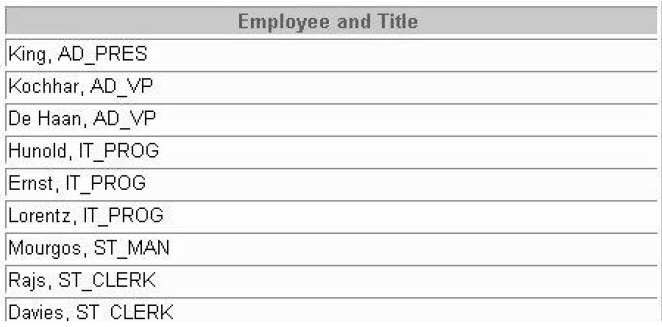 Employee and Title
King, AD_PRES
Kochhar, AD_VP
De Haan, AD_VP
Hunold, IT_PROG
Ernst, IT_PROG
Lorentz, IT_PROG
Mourgos, ST_MAN
Rajs, ST_CLERK
Davies, ST_CLERK